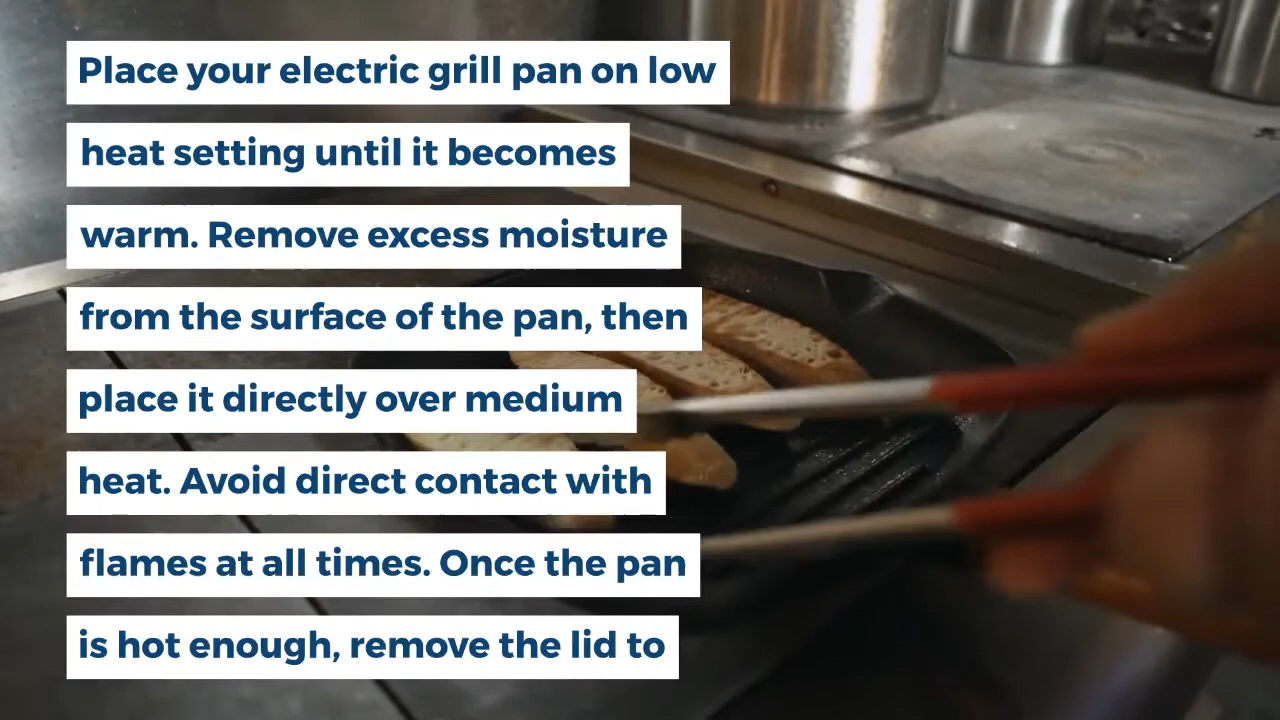 Place your electric grill pan on low
heat setting until it becomes
warm. Remove excess moisture
from the surface of the pan, then
place it directly over medium
heat. Avoid direct contact with
flames at all times. Once the pan
is hot enough, remove the lid to